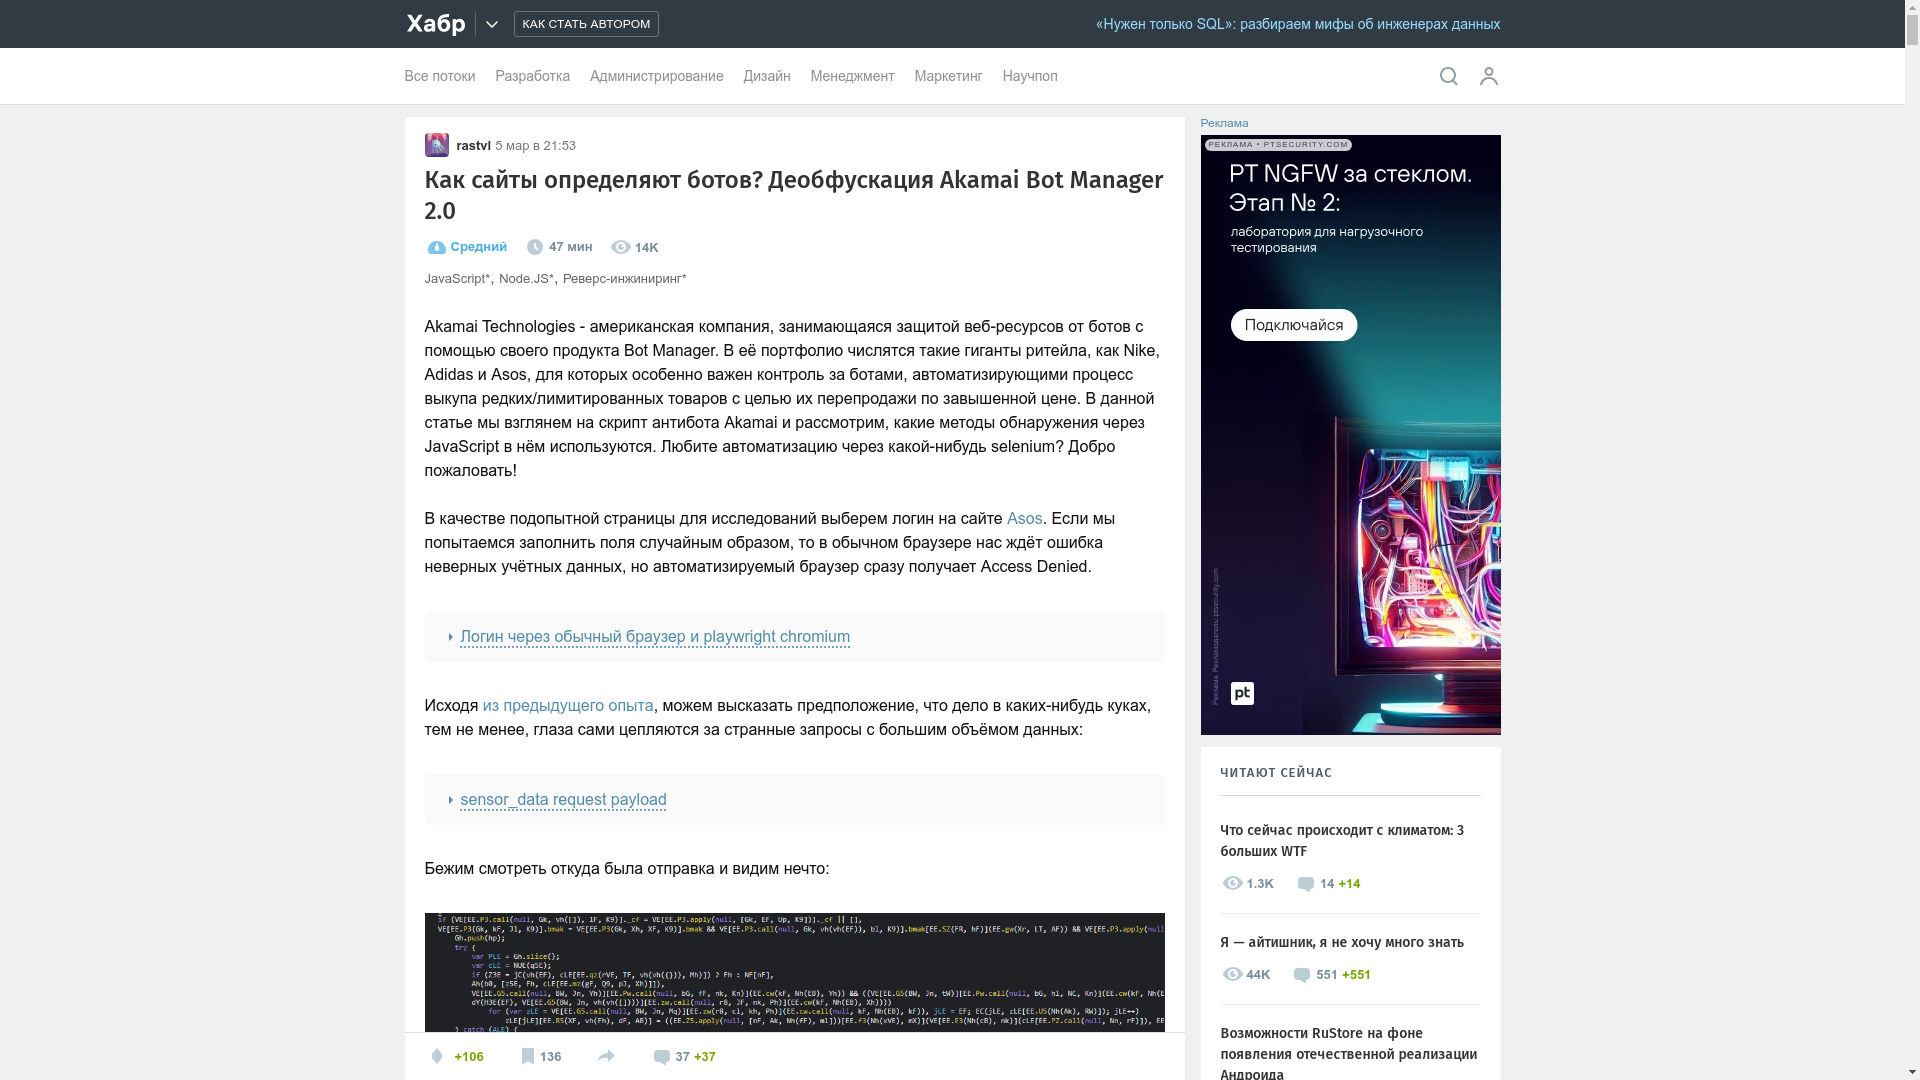 Хабр
КАК СТАТЬ АВТОРОМ
«Нужен только SQL»: разбираем мифы об инженерах данных
Все потоки Разработка Администрирование Дизайн Менеджмент Маркетинг Научпоп
rastvl 5 мар в 21:53
Как сайты определяют ботов? Деобфускация Akamai Bot Manager
2.0
Средний 47 мин 14K
JavaScript*, Node.JS*, Реверс-инжиниринг*
Akamai Technologies - американская компания, занимающаяся защитой веб-ресурсов от ботов с
помощью своего продукта Bot Manager. В её портфолио числятся такие гиганты ритейла, как Nike,
Adidas и Asos, для которых особенно важен контроль за ботами, автоматизирующими процесс
выкупа редких/лимитированных товаров с целью их перепродажи по завышенной цене. В данной
статье мы взглянем на скрипт антибота Akamai и рассмотрим, какие методы обнаружения через
JavaScript в нём используются. Любите автоматизацию через какой-нибудь selenium? Добро
пожаловать!
В качестве подопытной страницы для исследований выберем логин на сайте Asos. Если мы
попытаемся заполнить поля случайным образом, то в обычном браузере нас ждёт ошибка
неверных учётных данных, но автоматизируемый браузер сразу получает Access Denied.
Логин через обычный браузер и playwright chromium
Исходя из предыдущего опыта, можем высказать предположение, что дело в каких-нибудь куках,
тем не менее, глаза сами цепляются за странные запросы с большим объёмом данных:
sensor_data request payload
Бежим смотреть откуда была отправка и видим нечто:
Gh.push(hp);
try {
var PLE = Gh.slice();
+106 136 37 +37
Реклама
РЕКЛАМА • PTSECURITY.COM
PT NGFW за стеклом.
Этап № 2:
лаборатория для нагрузочного
тестирования
Подключайся
Реклама. Рекламодатель: ptsecurity.com
pt
ЧИТАЮТ СЕЙЧАС
Что сейчас происходит с климатом: 3
больших WTF
1.3K 14 +14
Я — айтишник, я не хочу много знать
44K 551 +551
Возможности RuStore на фоне
появления отечественной реализации
Андроида